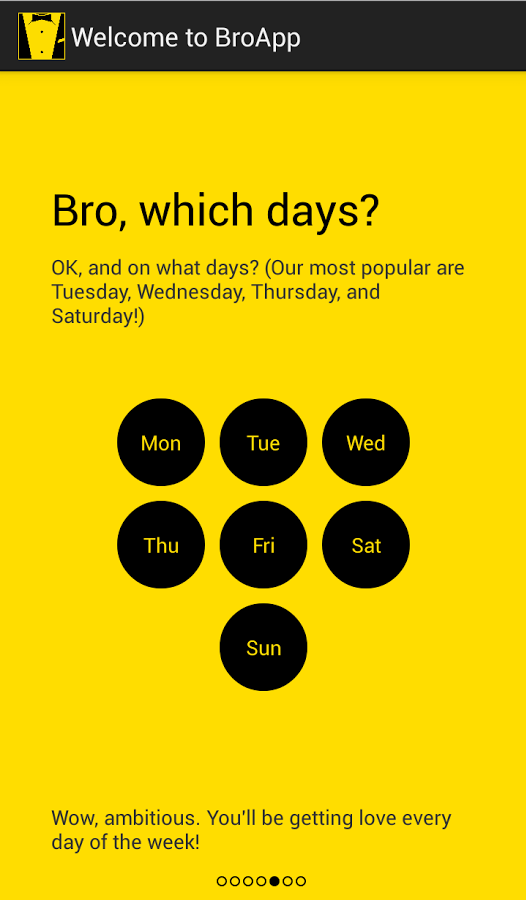 Welcome to BroApp
Bro, which days?
OK, and on what days? (Our most popular are
Tuesday, Wednesday, Thursday, and
Saturday!)
Mon Tue Wed
Thu Fri Sat
Sun
Wow, ambitious. You'll be getting love every
day of the week!